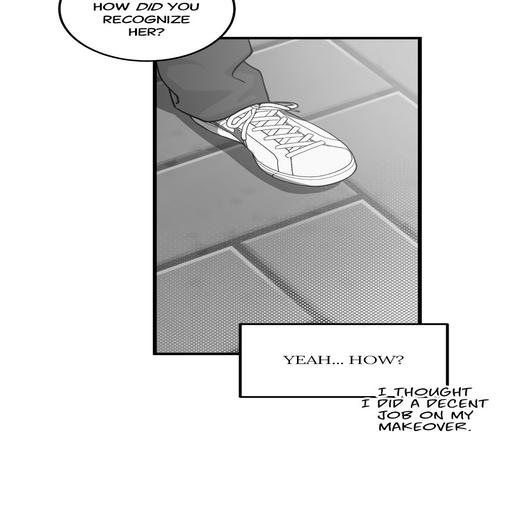 HOW DID YOU
RECOGNIZE
HER?
YEAH... HOW?
I THOUGHT
I DID A DECENT
JOB ON MY
MAKEOVER.